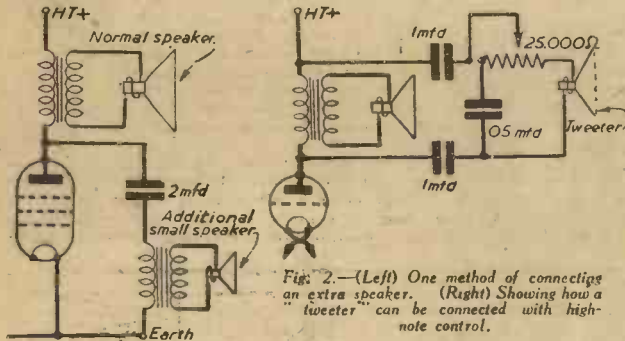 HT+
Normal speaker.
2mfd
Additional
small speaker
Earth
HT+
1mfd
25.000Ω
05 mfd
Tweeter
1mfd
Fig. 2.—(Left) One method of connecting
an extra speaker. (Right) Showing how a
"tweeter" can be connected with high-
note control.